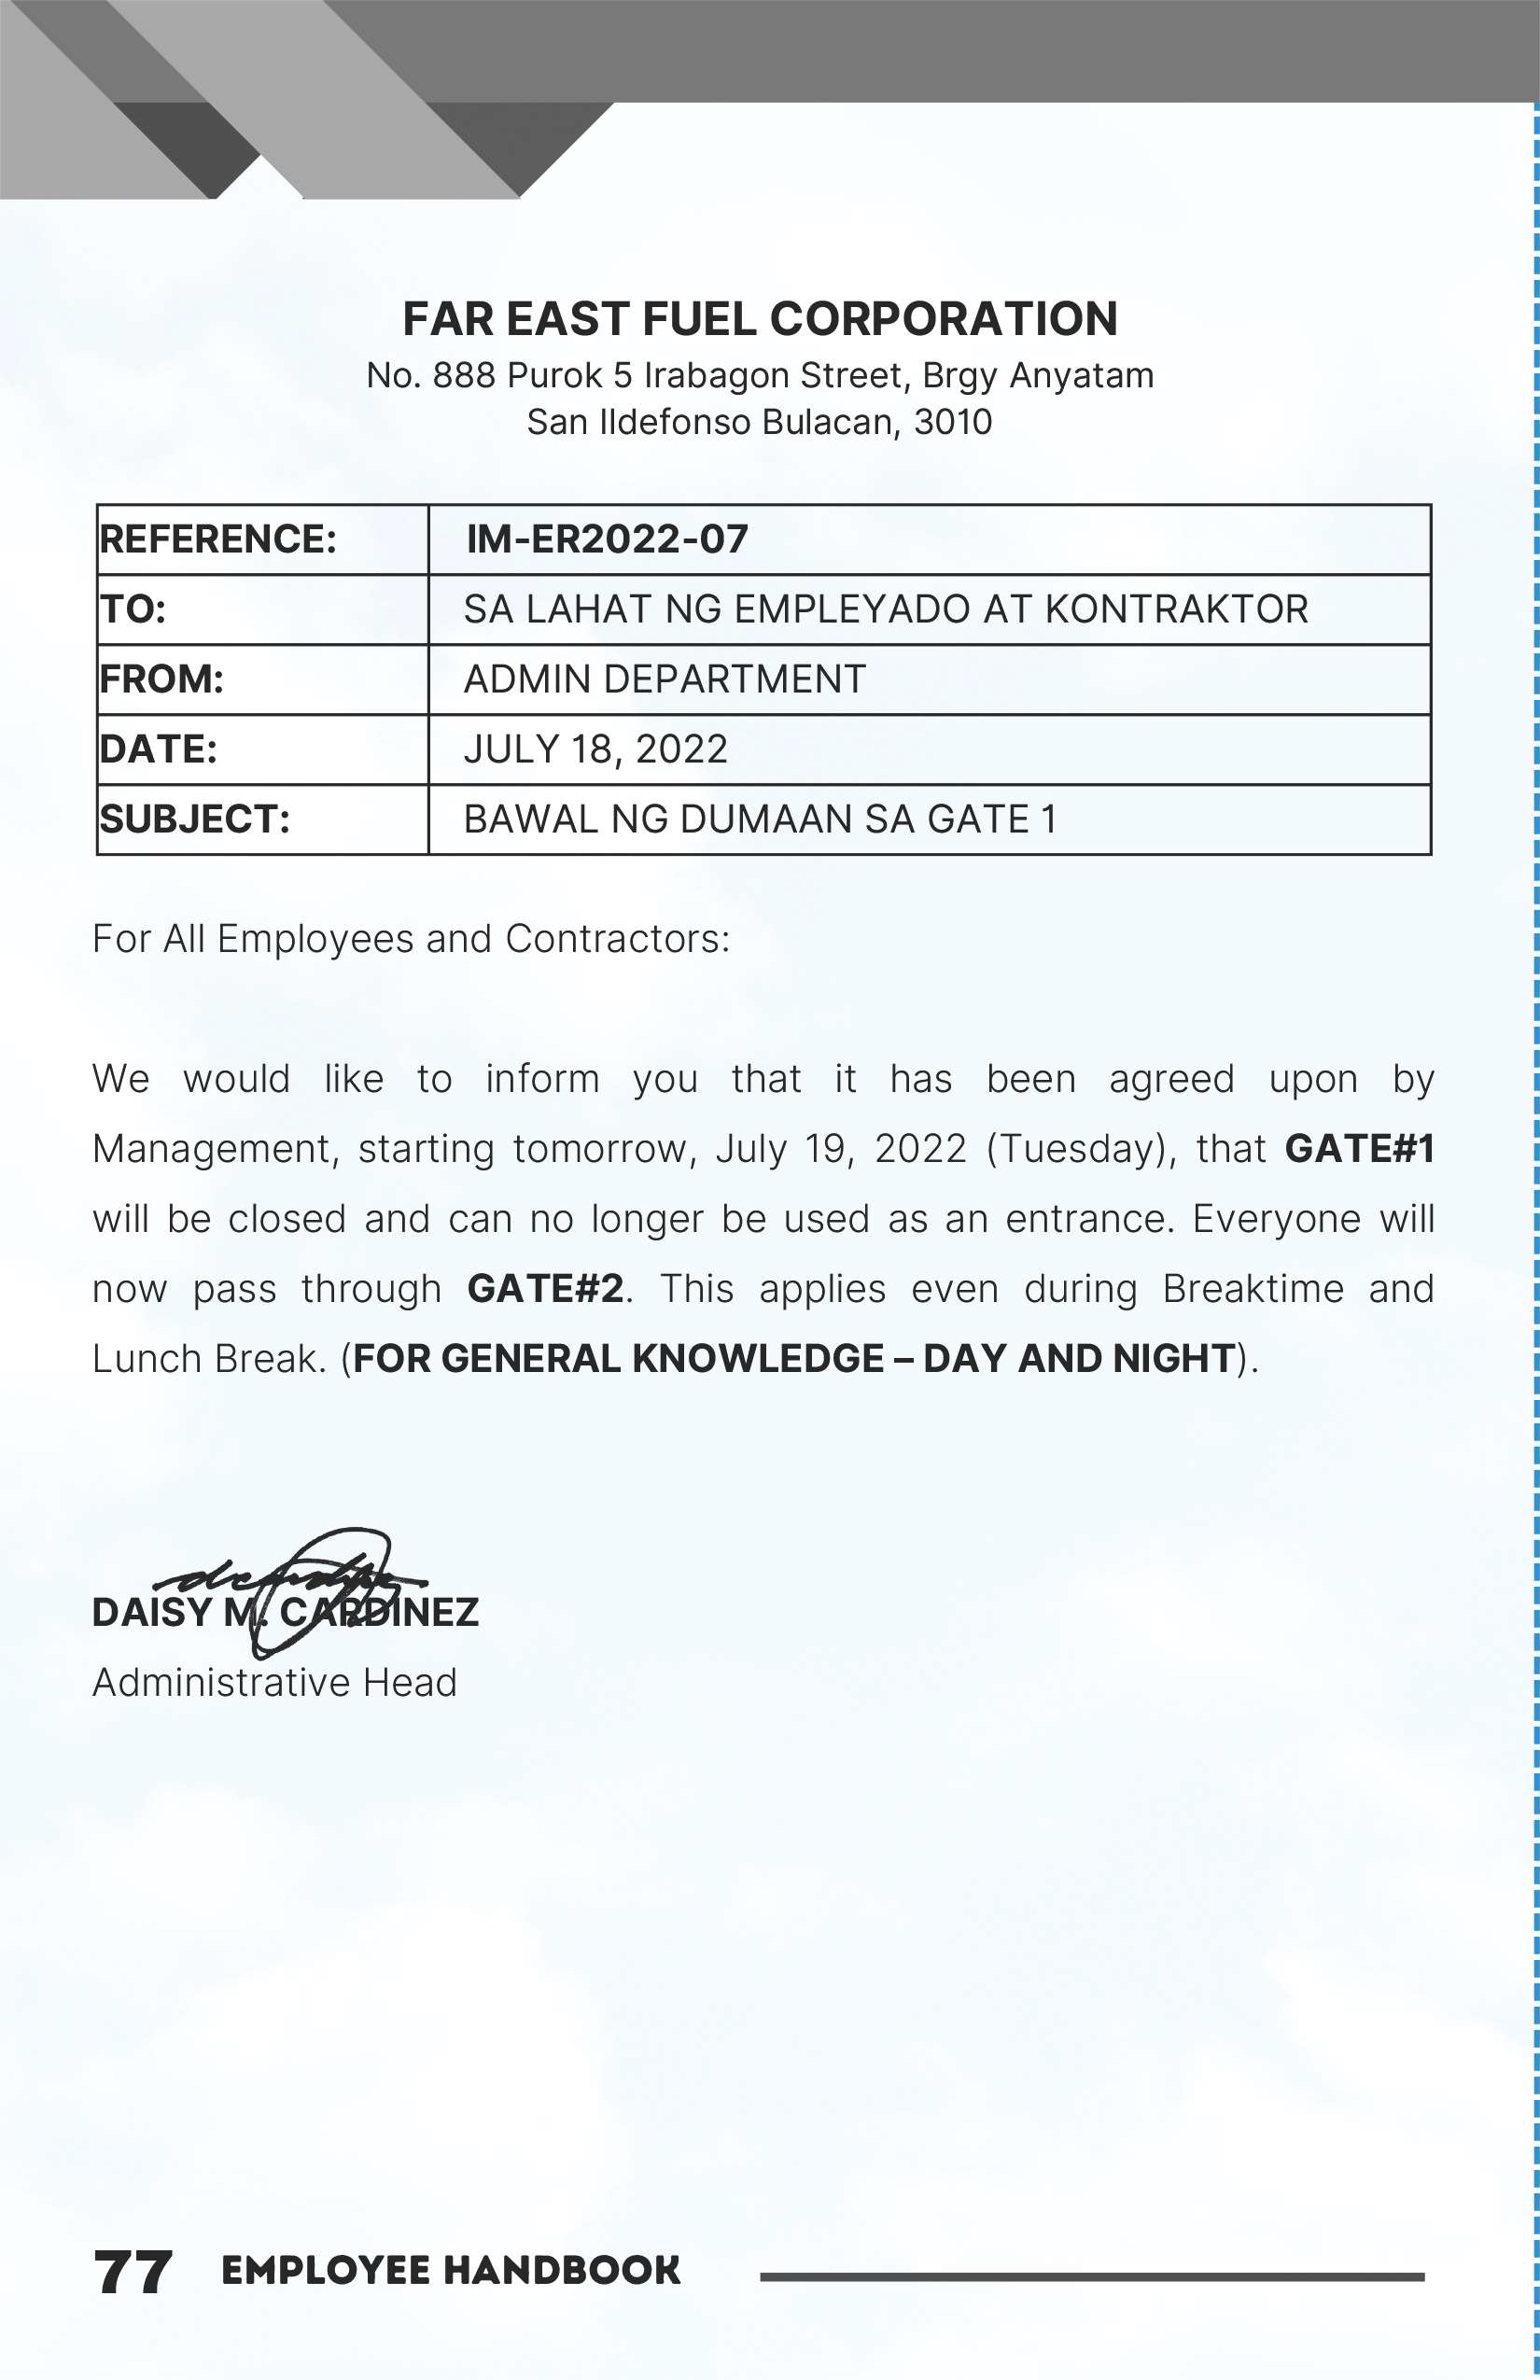 FAR EAST FUEL CORPORATION
No. 888 Purok 5 Irabagon Street, Brgy Anyatam
San Ildefonso Bulacan, 3010
REFERENCE: IM-ER2022-07
TO: SA LAHAT NG EMPLEYADO AT KONTRAKTOR
FROM: ADMIN DEPARTMENT
DATE: JULY 18, 2022
SUBJECT: BAWAL NG DUMAAN SA GATE 1
For All Employees and Contractors:
We would like to inform you that it has been agreed upon by
Management, starting tomorrow, July 19, 2022 (Tuesday), that GATE#1
will be closed and can no longer be used as an entrance. Everyone will
now pass through GATE#2. This applies even during Breaktime and
Lunch Break. (FOR GENERAL KNOWLEDGE – DAY AND NIGHT).
DAISY M. CARDINEZ
Administrative Head
77 EMPLOYEE HANDBOOK